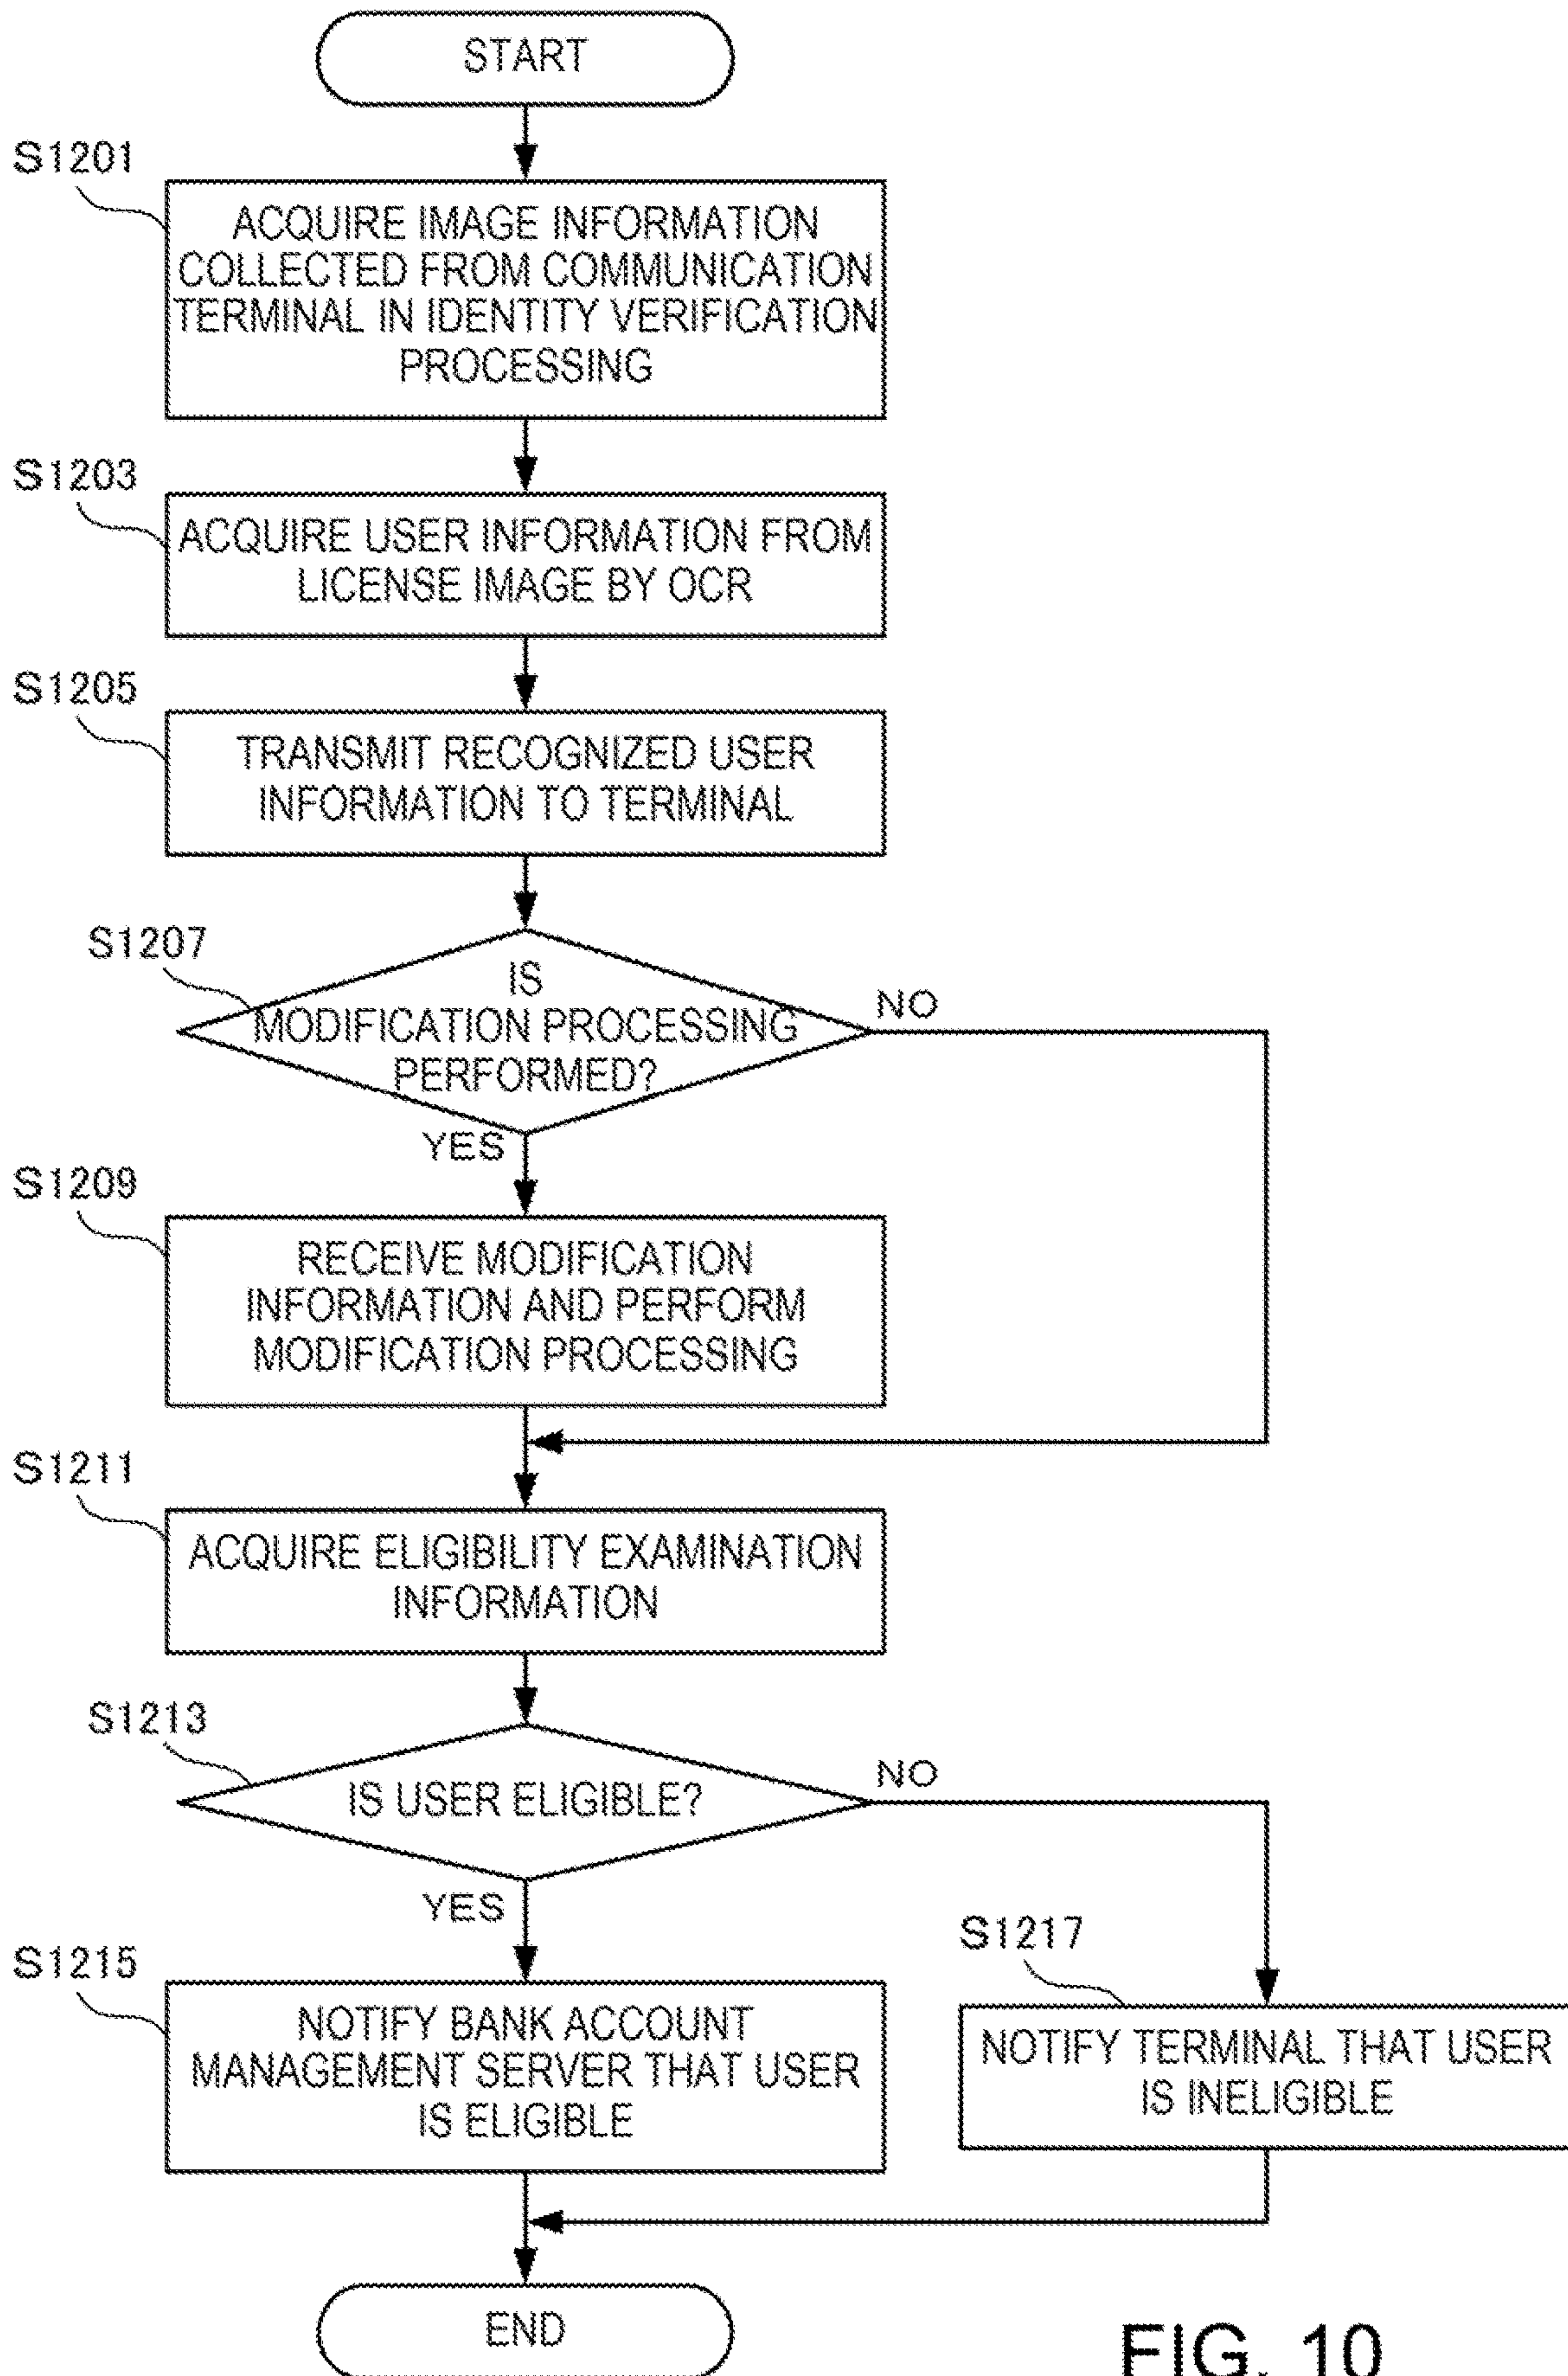 START
S1201
ACQUIRE IMAGE INFORMATION
COLLECTED FROM COMMUNICATION
TERMINAL IN IDENTITY VERIFICATION
PROCESSING
S1203
ACQUIRE USER INFORMATION FROM
LICENSE IMAGE BY OCR
S1205
TRANSMIT RECOGNIZED USER
INFORMATION TO TERMINAL
S1207
IS
MODIFICATION PROCESSING
PERFORMED?
NO
YES
S1209
RECEIVE MODIFICATION
INFORMATION AND PERFORM
MODIFICATION PROCESSING
S1211
ACQUIRE ELIGIBILITY EXAMINATION
INFORMATION
S1213
IS USER ELIGIBLE?
NO
YES
S1215
NOTIFY BANK ACCOUNT
MANAGEMENT SERVER THAT USER
IS ELIGIBLE
S1217
NOTIFY TERMINAL THAT USER
IS INELIGIBLE
END
FIG. 10